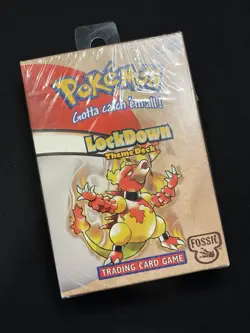 POKéMON
Gotta catch 'em all!
LockDown
Theme Deck
FOSSIL
TRADING CARD GAME